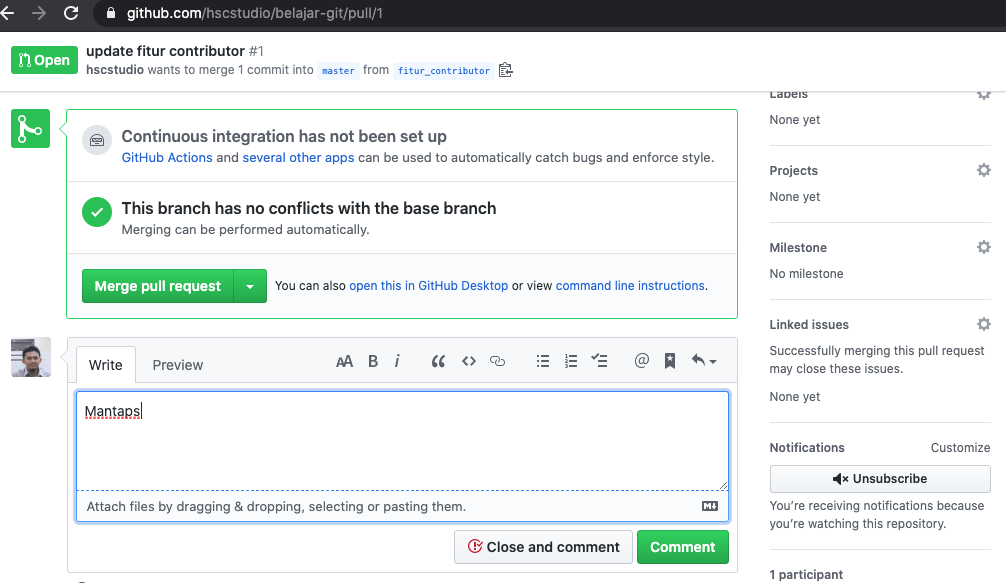 github.com/hscstudio/belajar-git/pull/1
Open
update fitur contributor #1
hscstudio wants to merge 1 commit into master from fitur_contributor
Continuous integration has not been set up
GitHub Actions and several other apps can be used to automatically catch bugs and enforce style.
This branch has no conflicts with the base branch
Merging can be performed automatically.
Merge pull request
You can also open this in GitHub Desktop or view command line instructions.
Write
Preview
AA B i
Mantaps
Attach files by dragging & dropping, selecting or pasting them.
Close and comment
Comment
Labels
None yet
Projects
None yet
Milestone
No milestone
Linked issues
Successfully merging this pull request
may close these issues.
None yet
Notifications
Customize
Unsubscribe
You’re receiving notifications because
you’re watching this repository.
1 participant